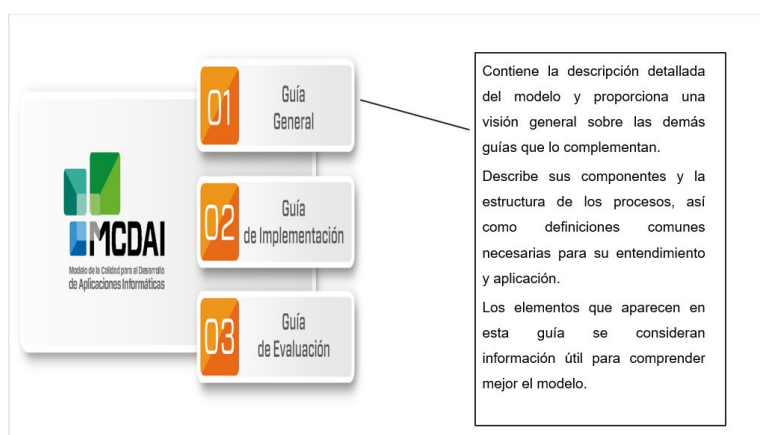 01
Guía
General
MCDAI
Modelo de la Calidad para el Desarrollo
de Aplicaciones Informáticas
02
Guía
de Implementación
03
Guía
de Evaluación
Contiene la descripción detallada
del modelo y proporciona una
visión general sobre las demás
guías que lo complementan.
Describe sus componentes y la
estructura de los procesos, así
como definiciones comunes
necesarias para su entendimiento
y aplicación.
Los elementos que aparecen en
esta guía se consideran
información útil para comprender
mejor el modelo.